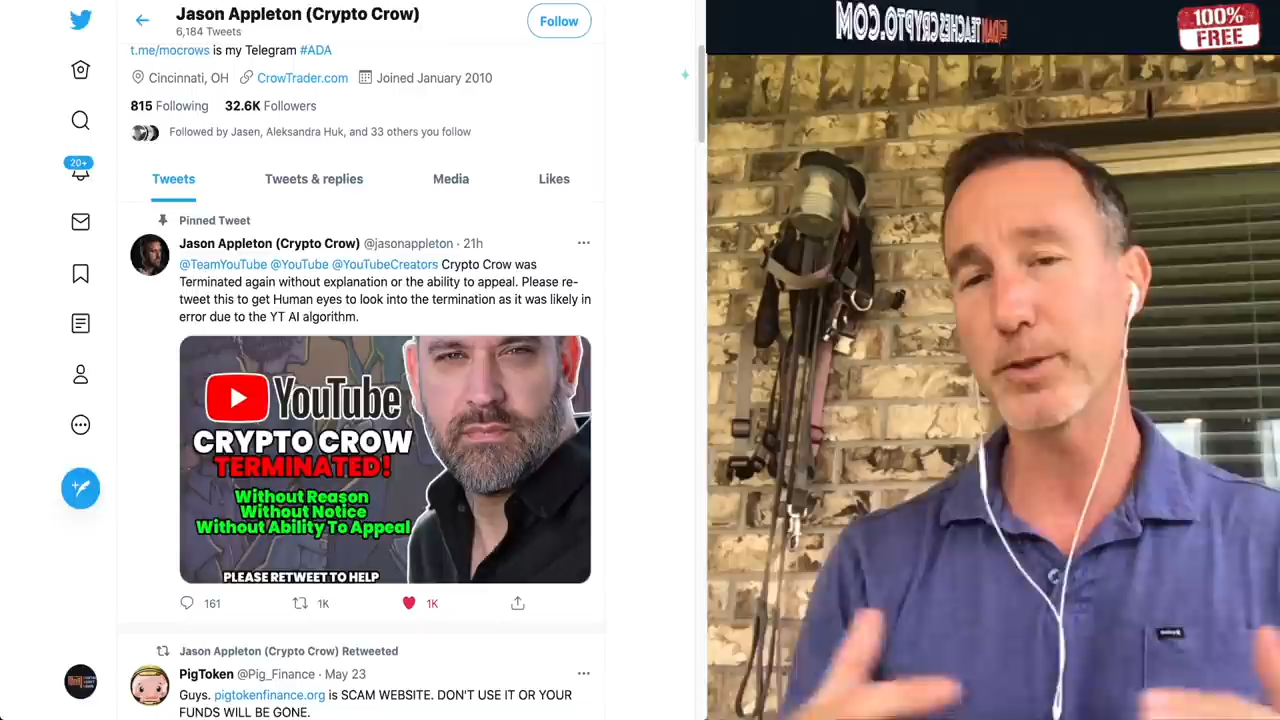 Jason Appleton (Crypto Crow)
6,184 Tweets
Follow
t.me/mocrows is my Telegram #ADA
Cincinnati, OH CrowTrader.com Joined January 2010
815 Following 32.6K Followers
Followed by Jasen, Aleksandra Huk, and 33 others you follow
Tweets Tweets & replies Media Likes
20+
Pinned Tweet
Jason Appleton (Crypto Crow) @jasonappleton · 21h
@TeamYouTube @YouTube @YouTubeCreators Crypto Crow was
Terminated again without explanation or the ability to appeal. Please re-
tweet this to get Human eyes to look into the termination as it was likely in
error due to the YT AI algorithm.
YouTube
CRYPTO CROW
TERMINATED!
Without Reason
Without Notice
Without Ability To Appeal
PLEASE RETWEET TO HELP
161 1K 1K
Jason Appleton (Crypto Crow) Retweeted
PigToken @Pig_Finance · May 23
Guys. pigtokenfinance.org is SCAM WEBSITE. DON'T USE IT OR YOUR
FUNDS WILL BE GONE.
DANTEACHESCRYPTO.COM
100%
FREE